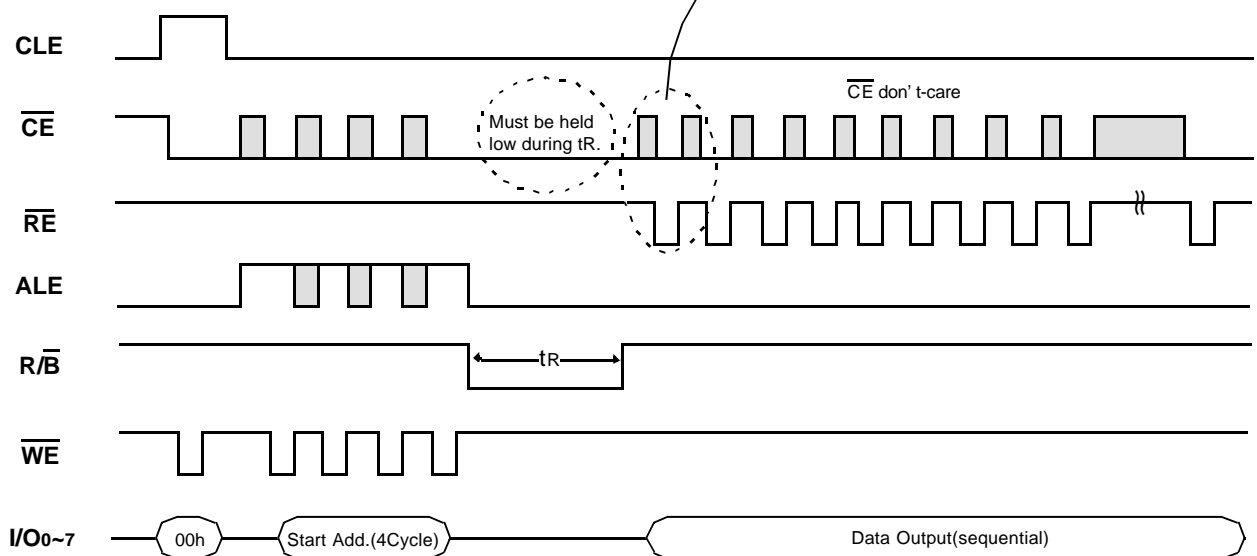 CLE
CE don' t-care
CE
Must be held
low during tR.
RE
ALE
R/B
tR
WE
I/O0~7
00h
Start Add.(4Cycle)
Data Output(sequential)